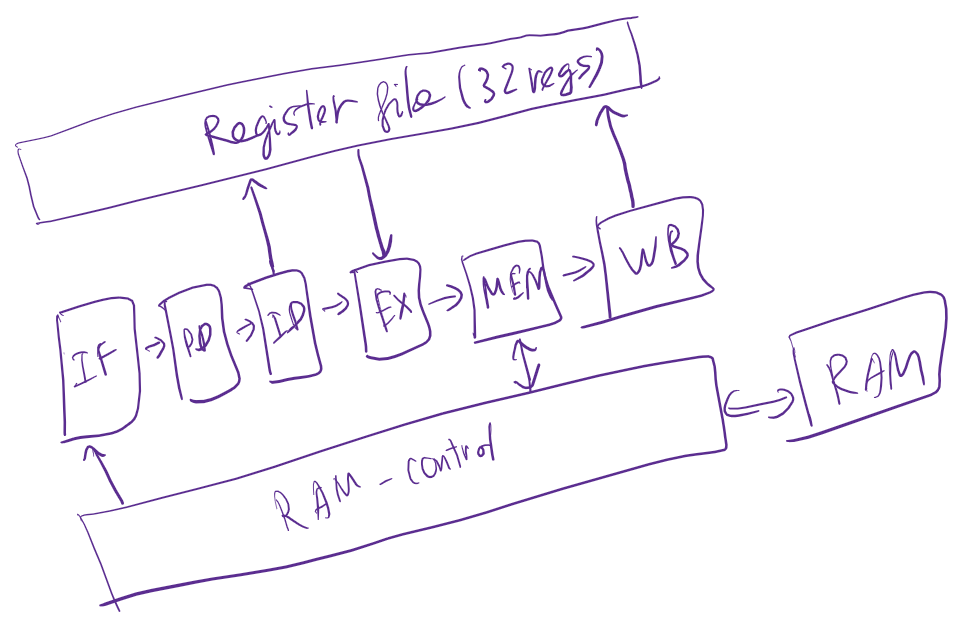 Register file (32 regs)
IF
PD
ID
EX
MEM
WB
RAM
RAM-control